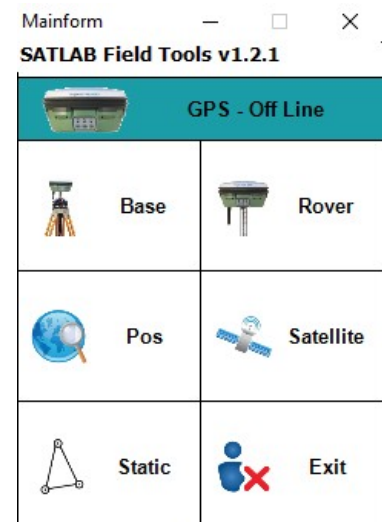 Mainform
SATLAB Field Tools v1.2.1
GPS - Off Line
Base
Rover
Pos
Satellite
Static
Exit